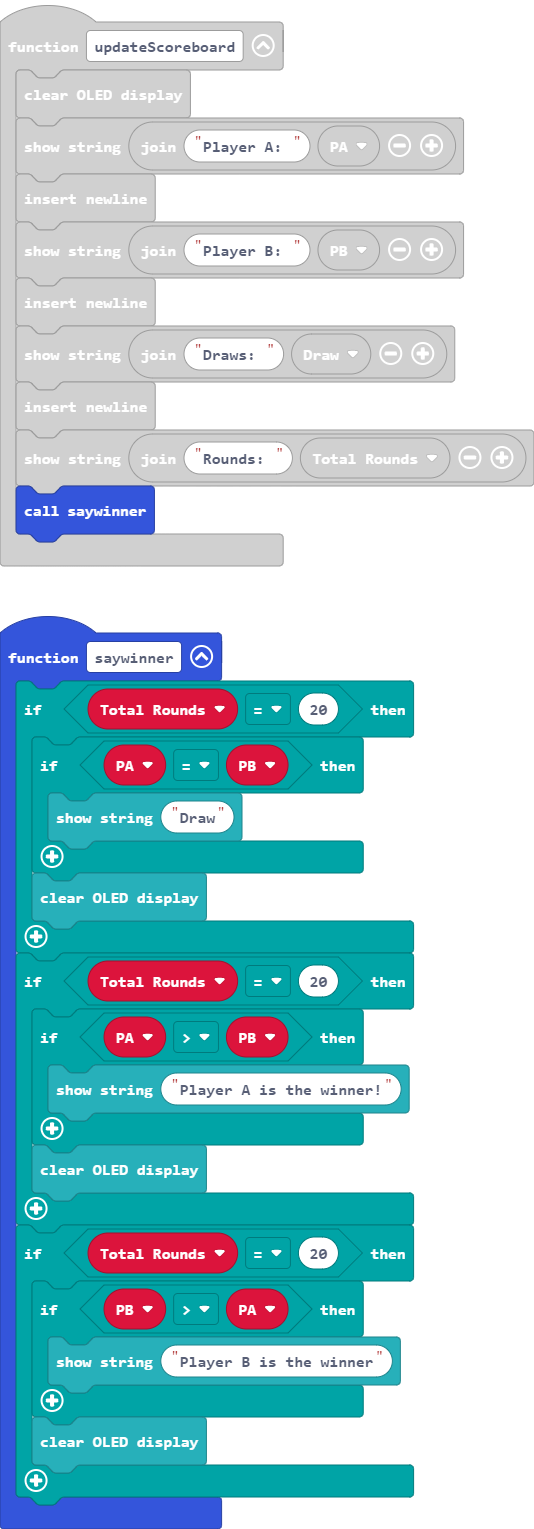 function updateScoreboard
clear OLED display
show string join "Player A: " PA
insert newline
show string join "Player B: " PB
insert newline
show string join "Draws: " Draw
insert newline
show string join "Rounds: " Total Rounds
call saywinner
function saywinner
if Total Rounds = 20 then
if PA = PB then
show string "Draw"
clear OLED display
if Total Rounds = 20 then
if PA > PB then
show string "Player A is the winner!"
clear OLED display
if Total Rounds = 20 then
if PB > PA then
show string "Player B is the winner"
clear OLED display